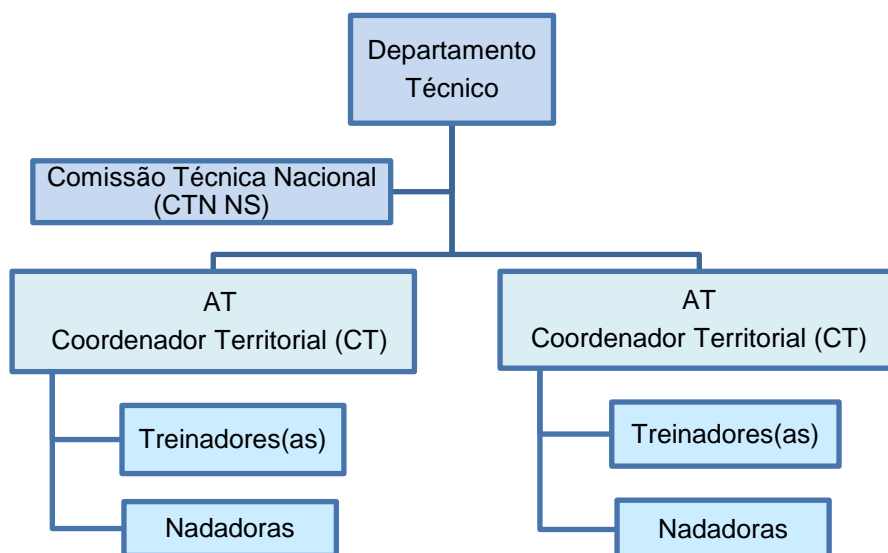 Departamento
Técnico
Comissão Técnica Nacional
(CTN NS)
AT
Coordenador Territorial (CT)
Treinadores(as)
Nadadoras
AT
Coordenador Territorial (CT)
Treinadores(as)
Nadadoras